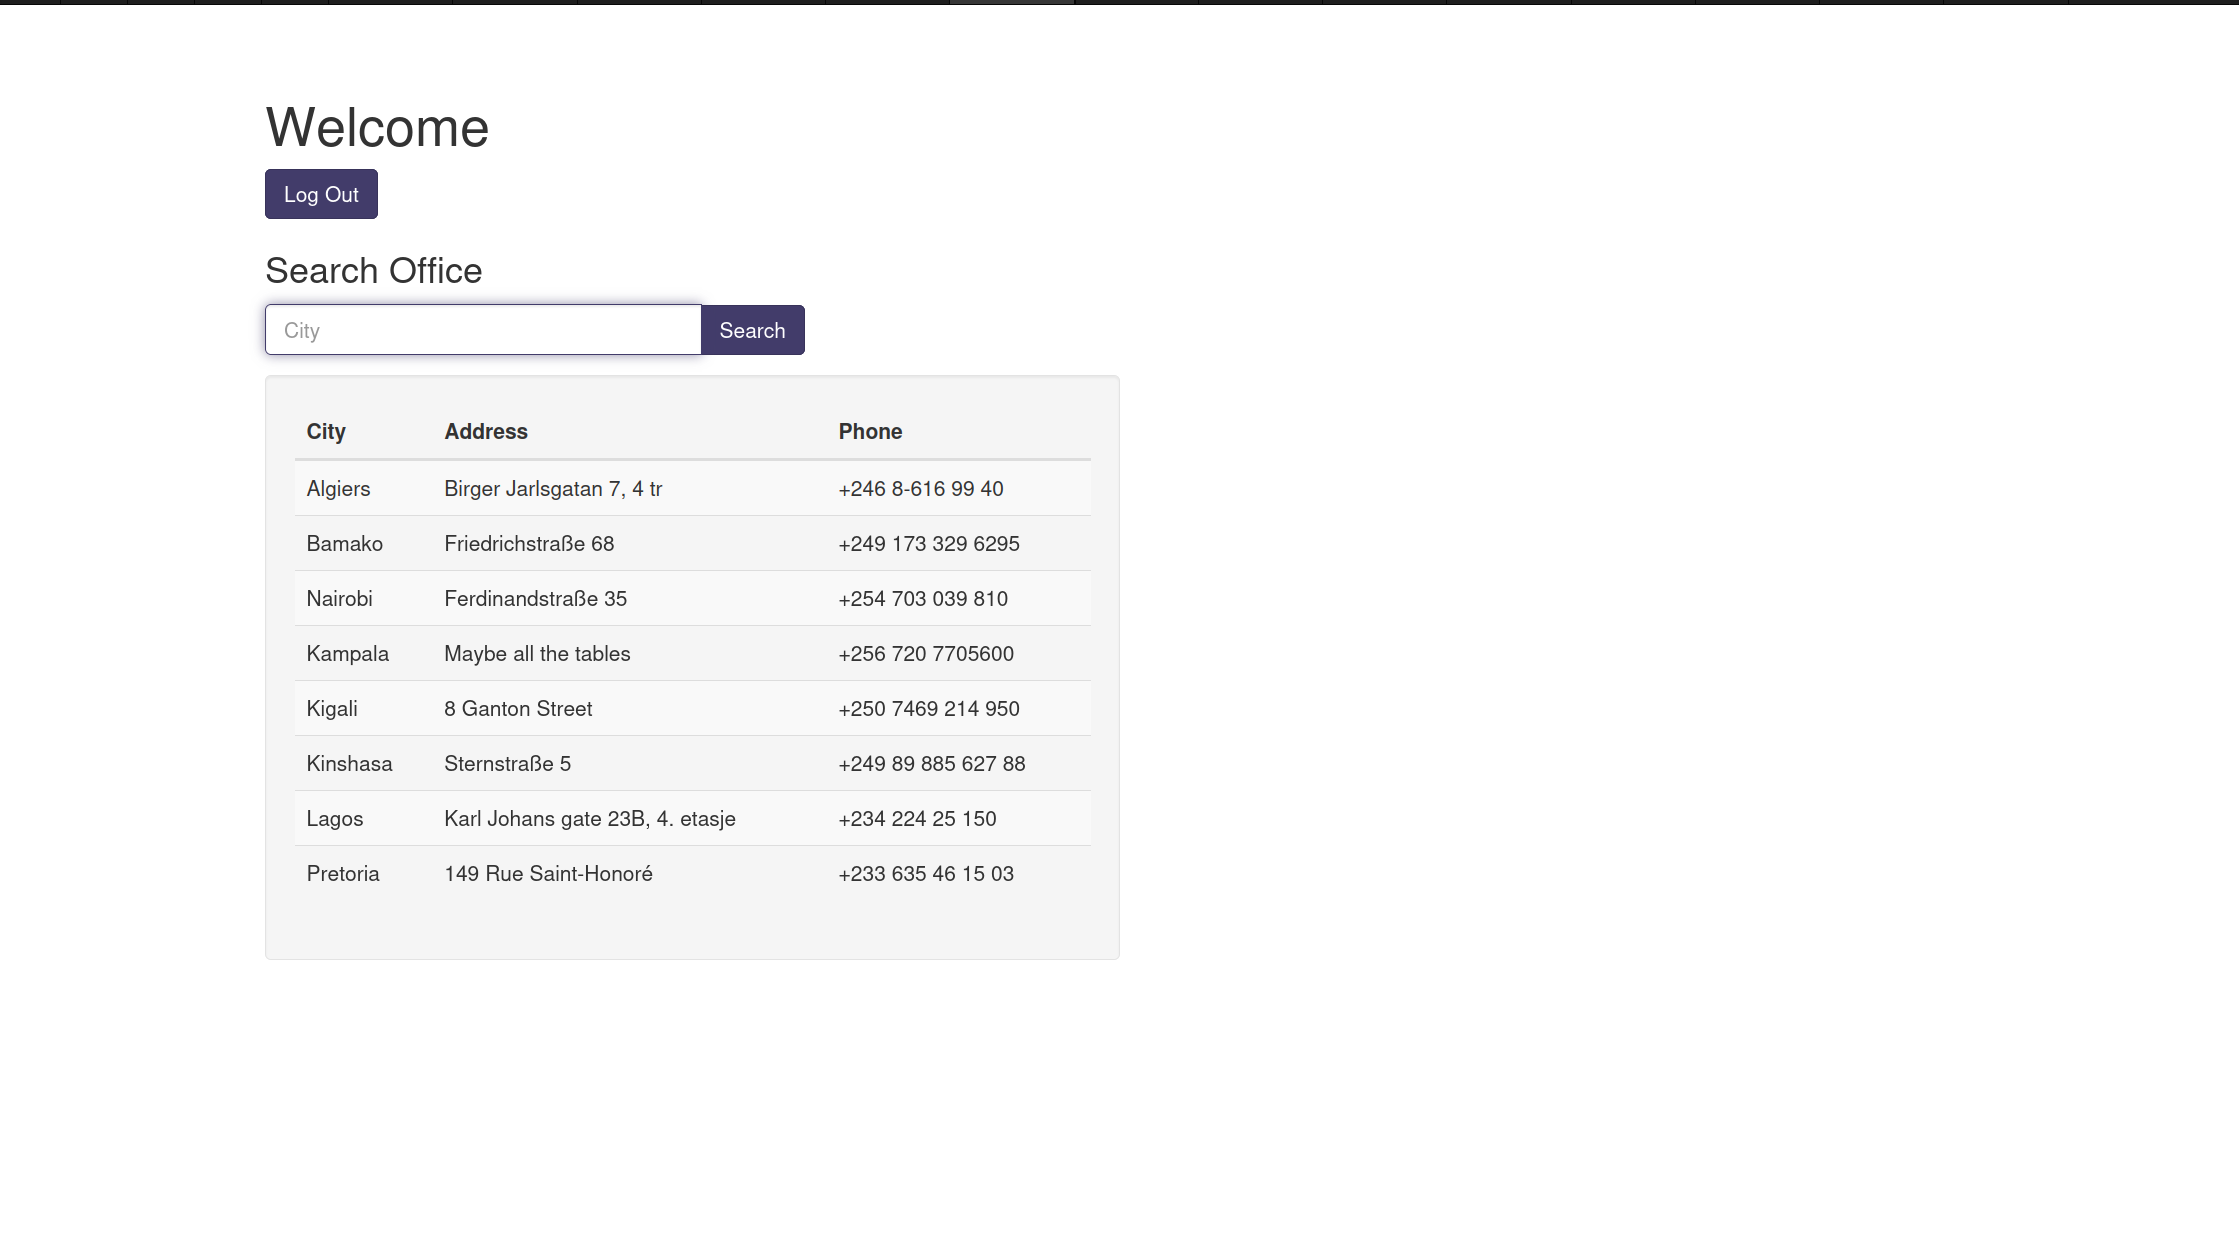 Welcome
Log Out
Search Office
City Search
City Address Phone
Algiers Birger Jarlsgatan 7, 4 tr +246 8-616 99 40
Bamako Friedrichstraße 68 +249 173 329 6295
Nairobi Ferdinandstraße 35 +254 703 039 810
Kampala Maybe all the tables +256 720 7705600
Kigali 8 Ganton Street +250 7469 214 950
Kinshasa Sternstraße 5 +249 89 885 627 88
Lagos Karl Johans gate 23B, 4. etasje +234 224 25 150
Pretoria 149 Rue Saint-Honoré +233 635 46 15 03